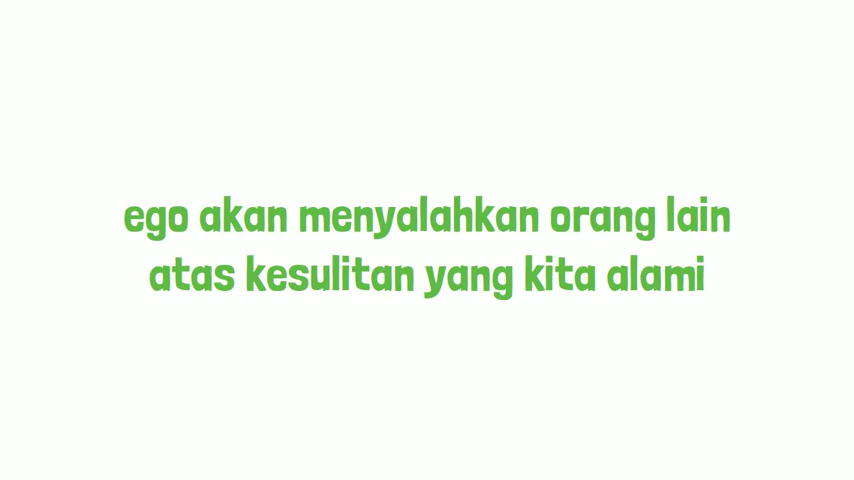 ego akan menyalahkan orang lain
atas kesulitan yang kita alami